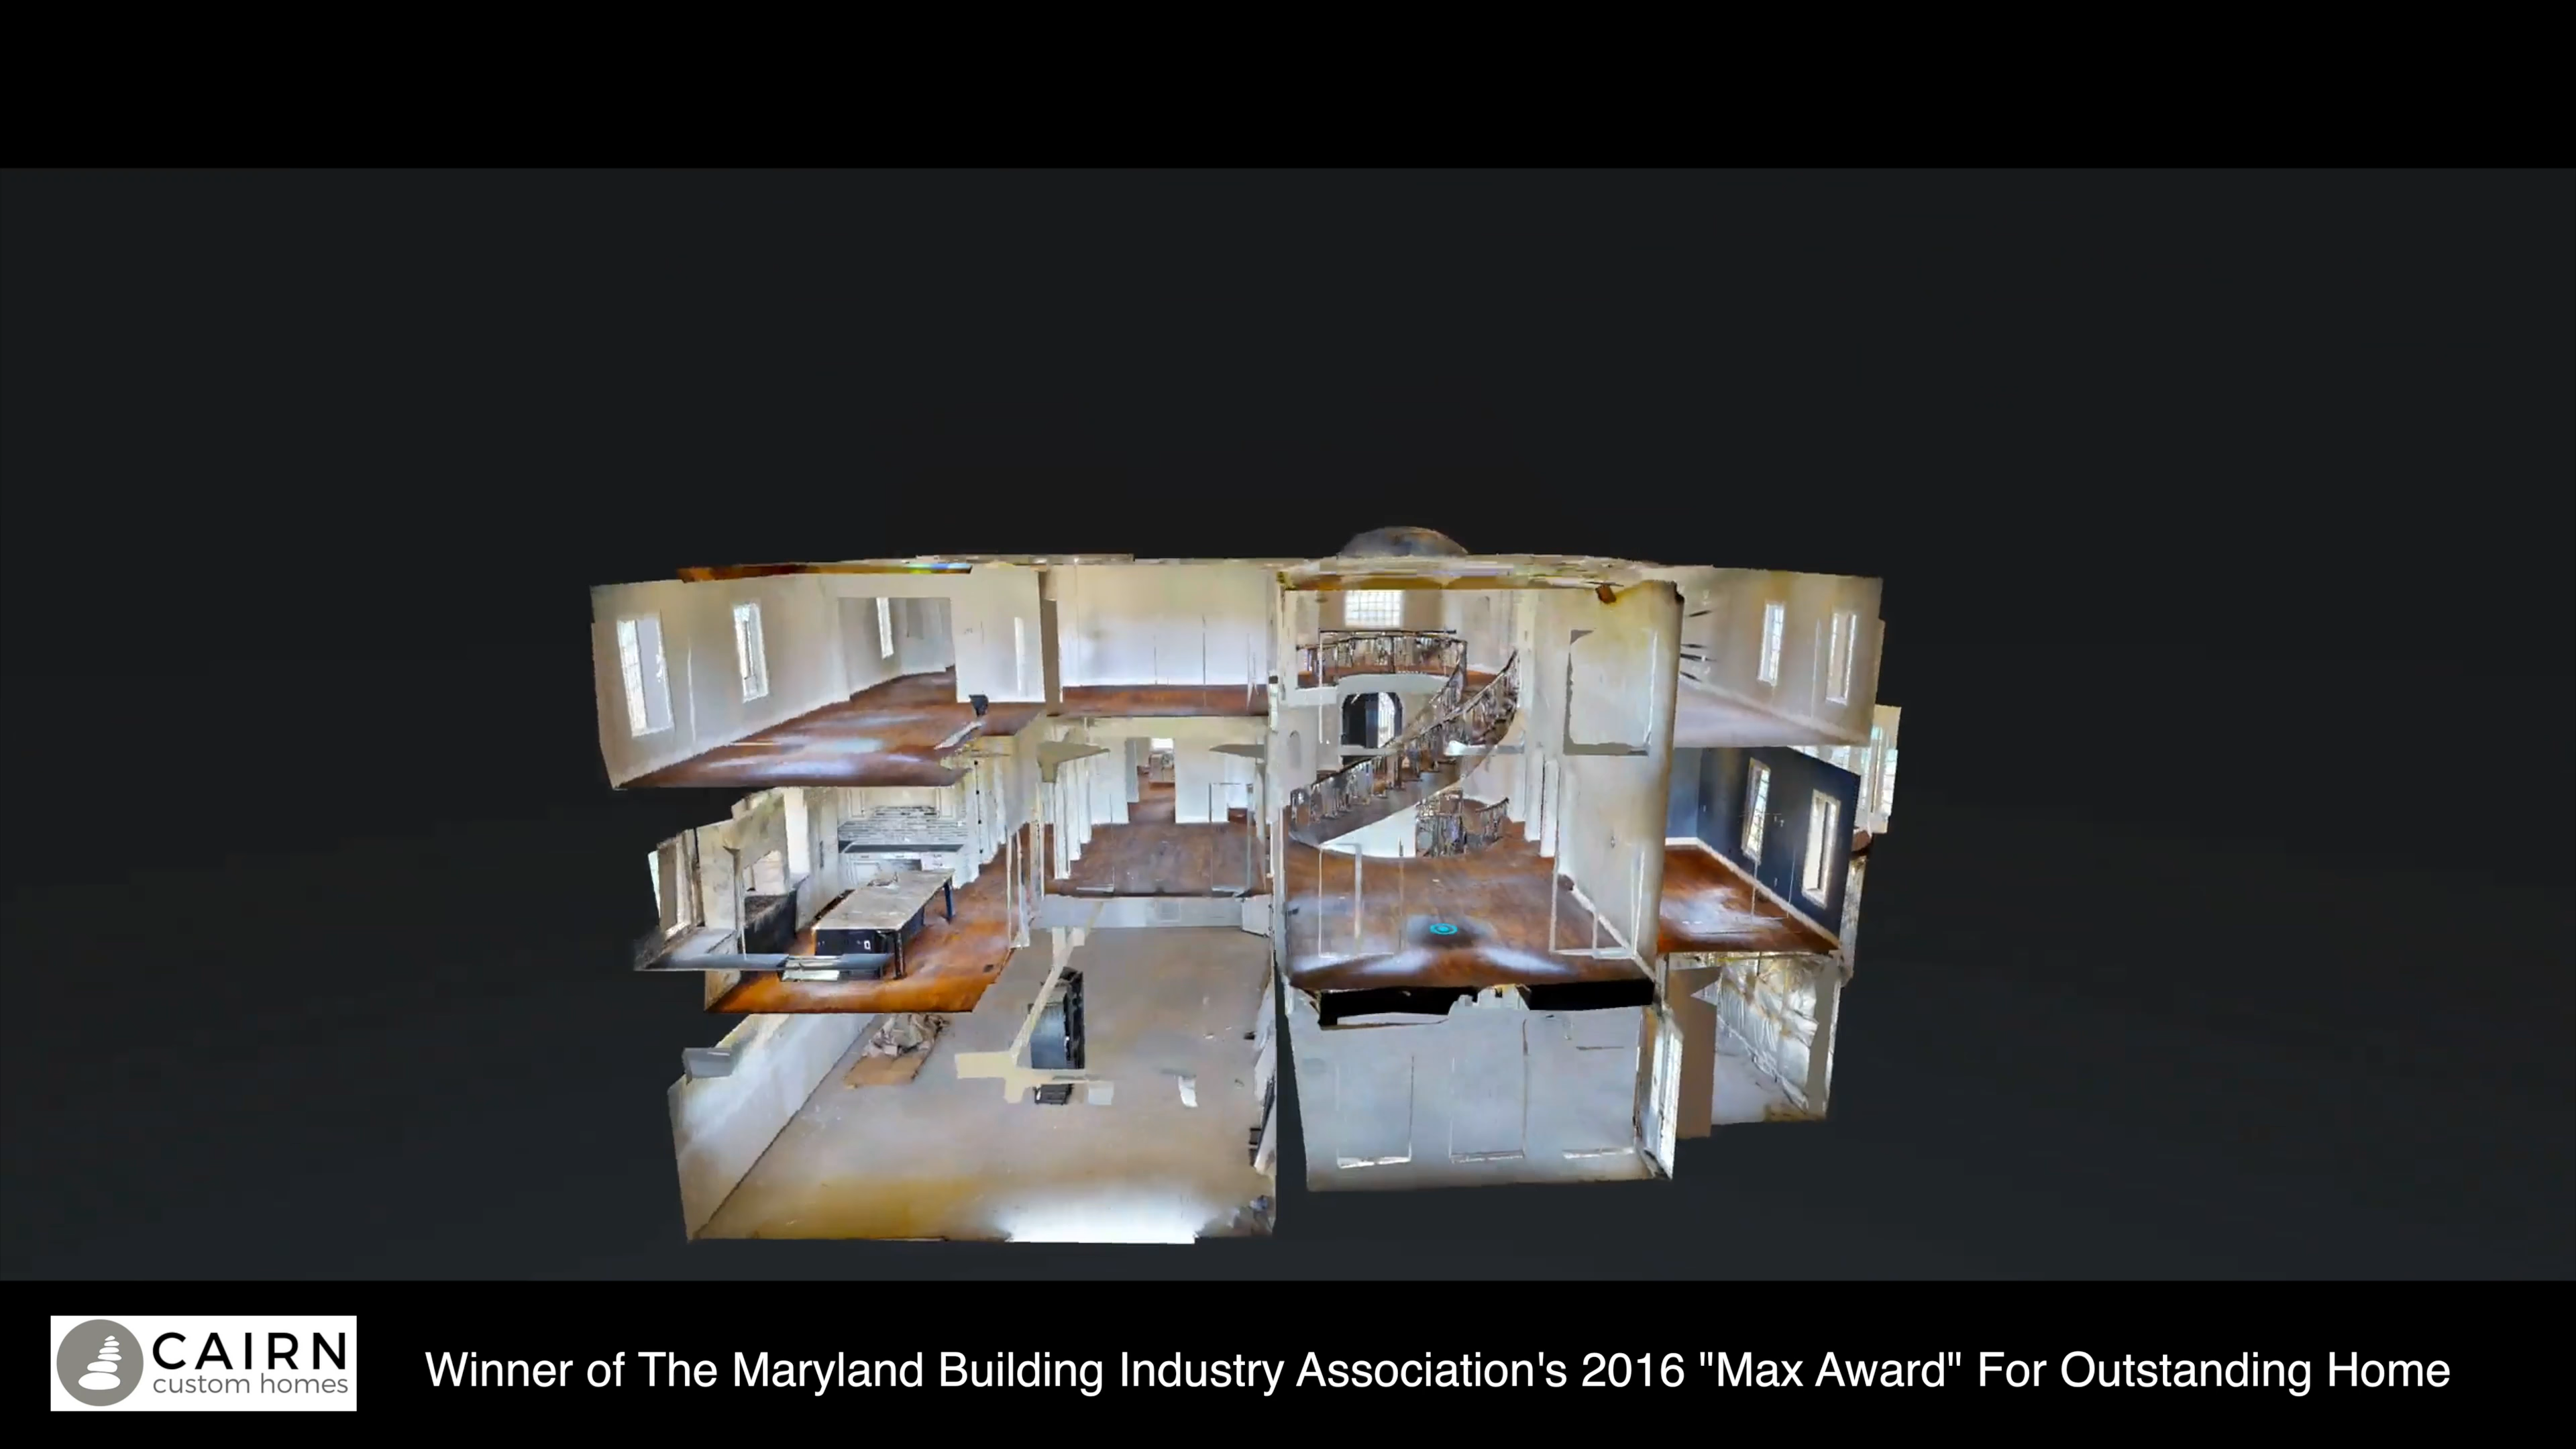 CAIRN
custom homes
Winner of The Maryland Building Industry Association's 2016 "Max Award" For Outstanding Home